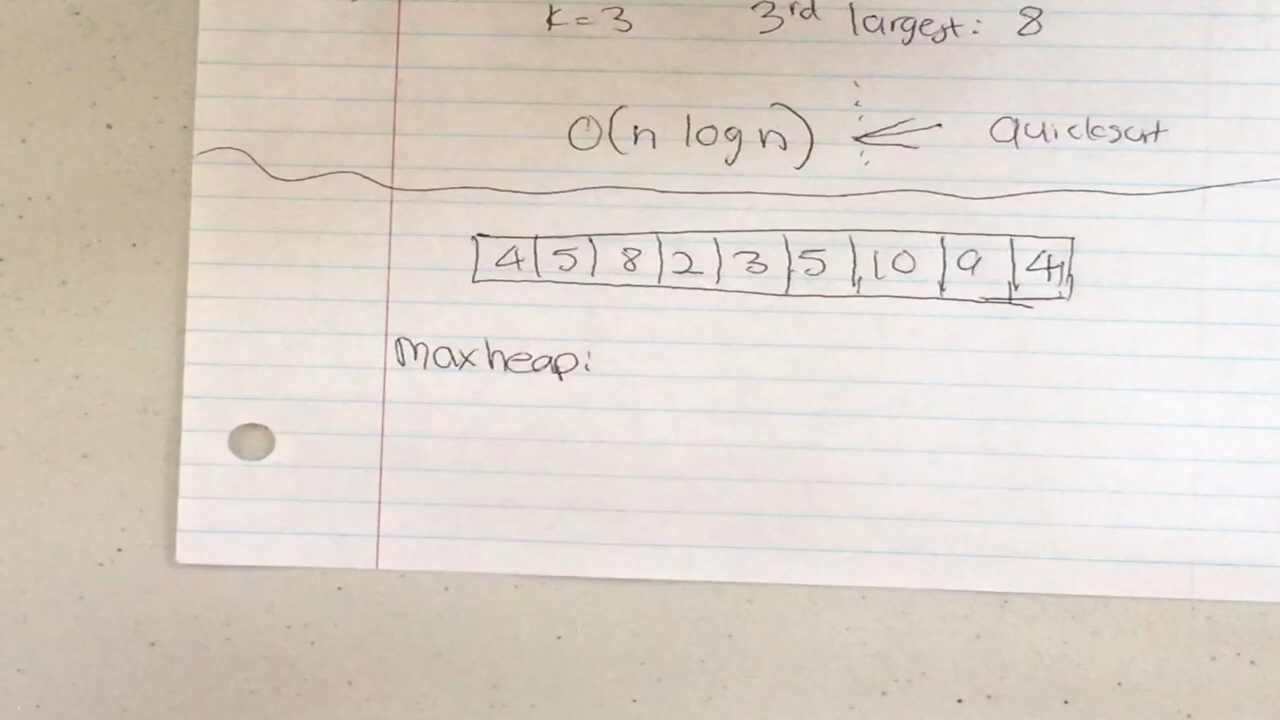 K=3 3rd largest: 8
O(n log n) ← Quicksort
4 5 8 2 3 5 10 9 4
Maxheap: